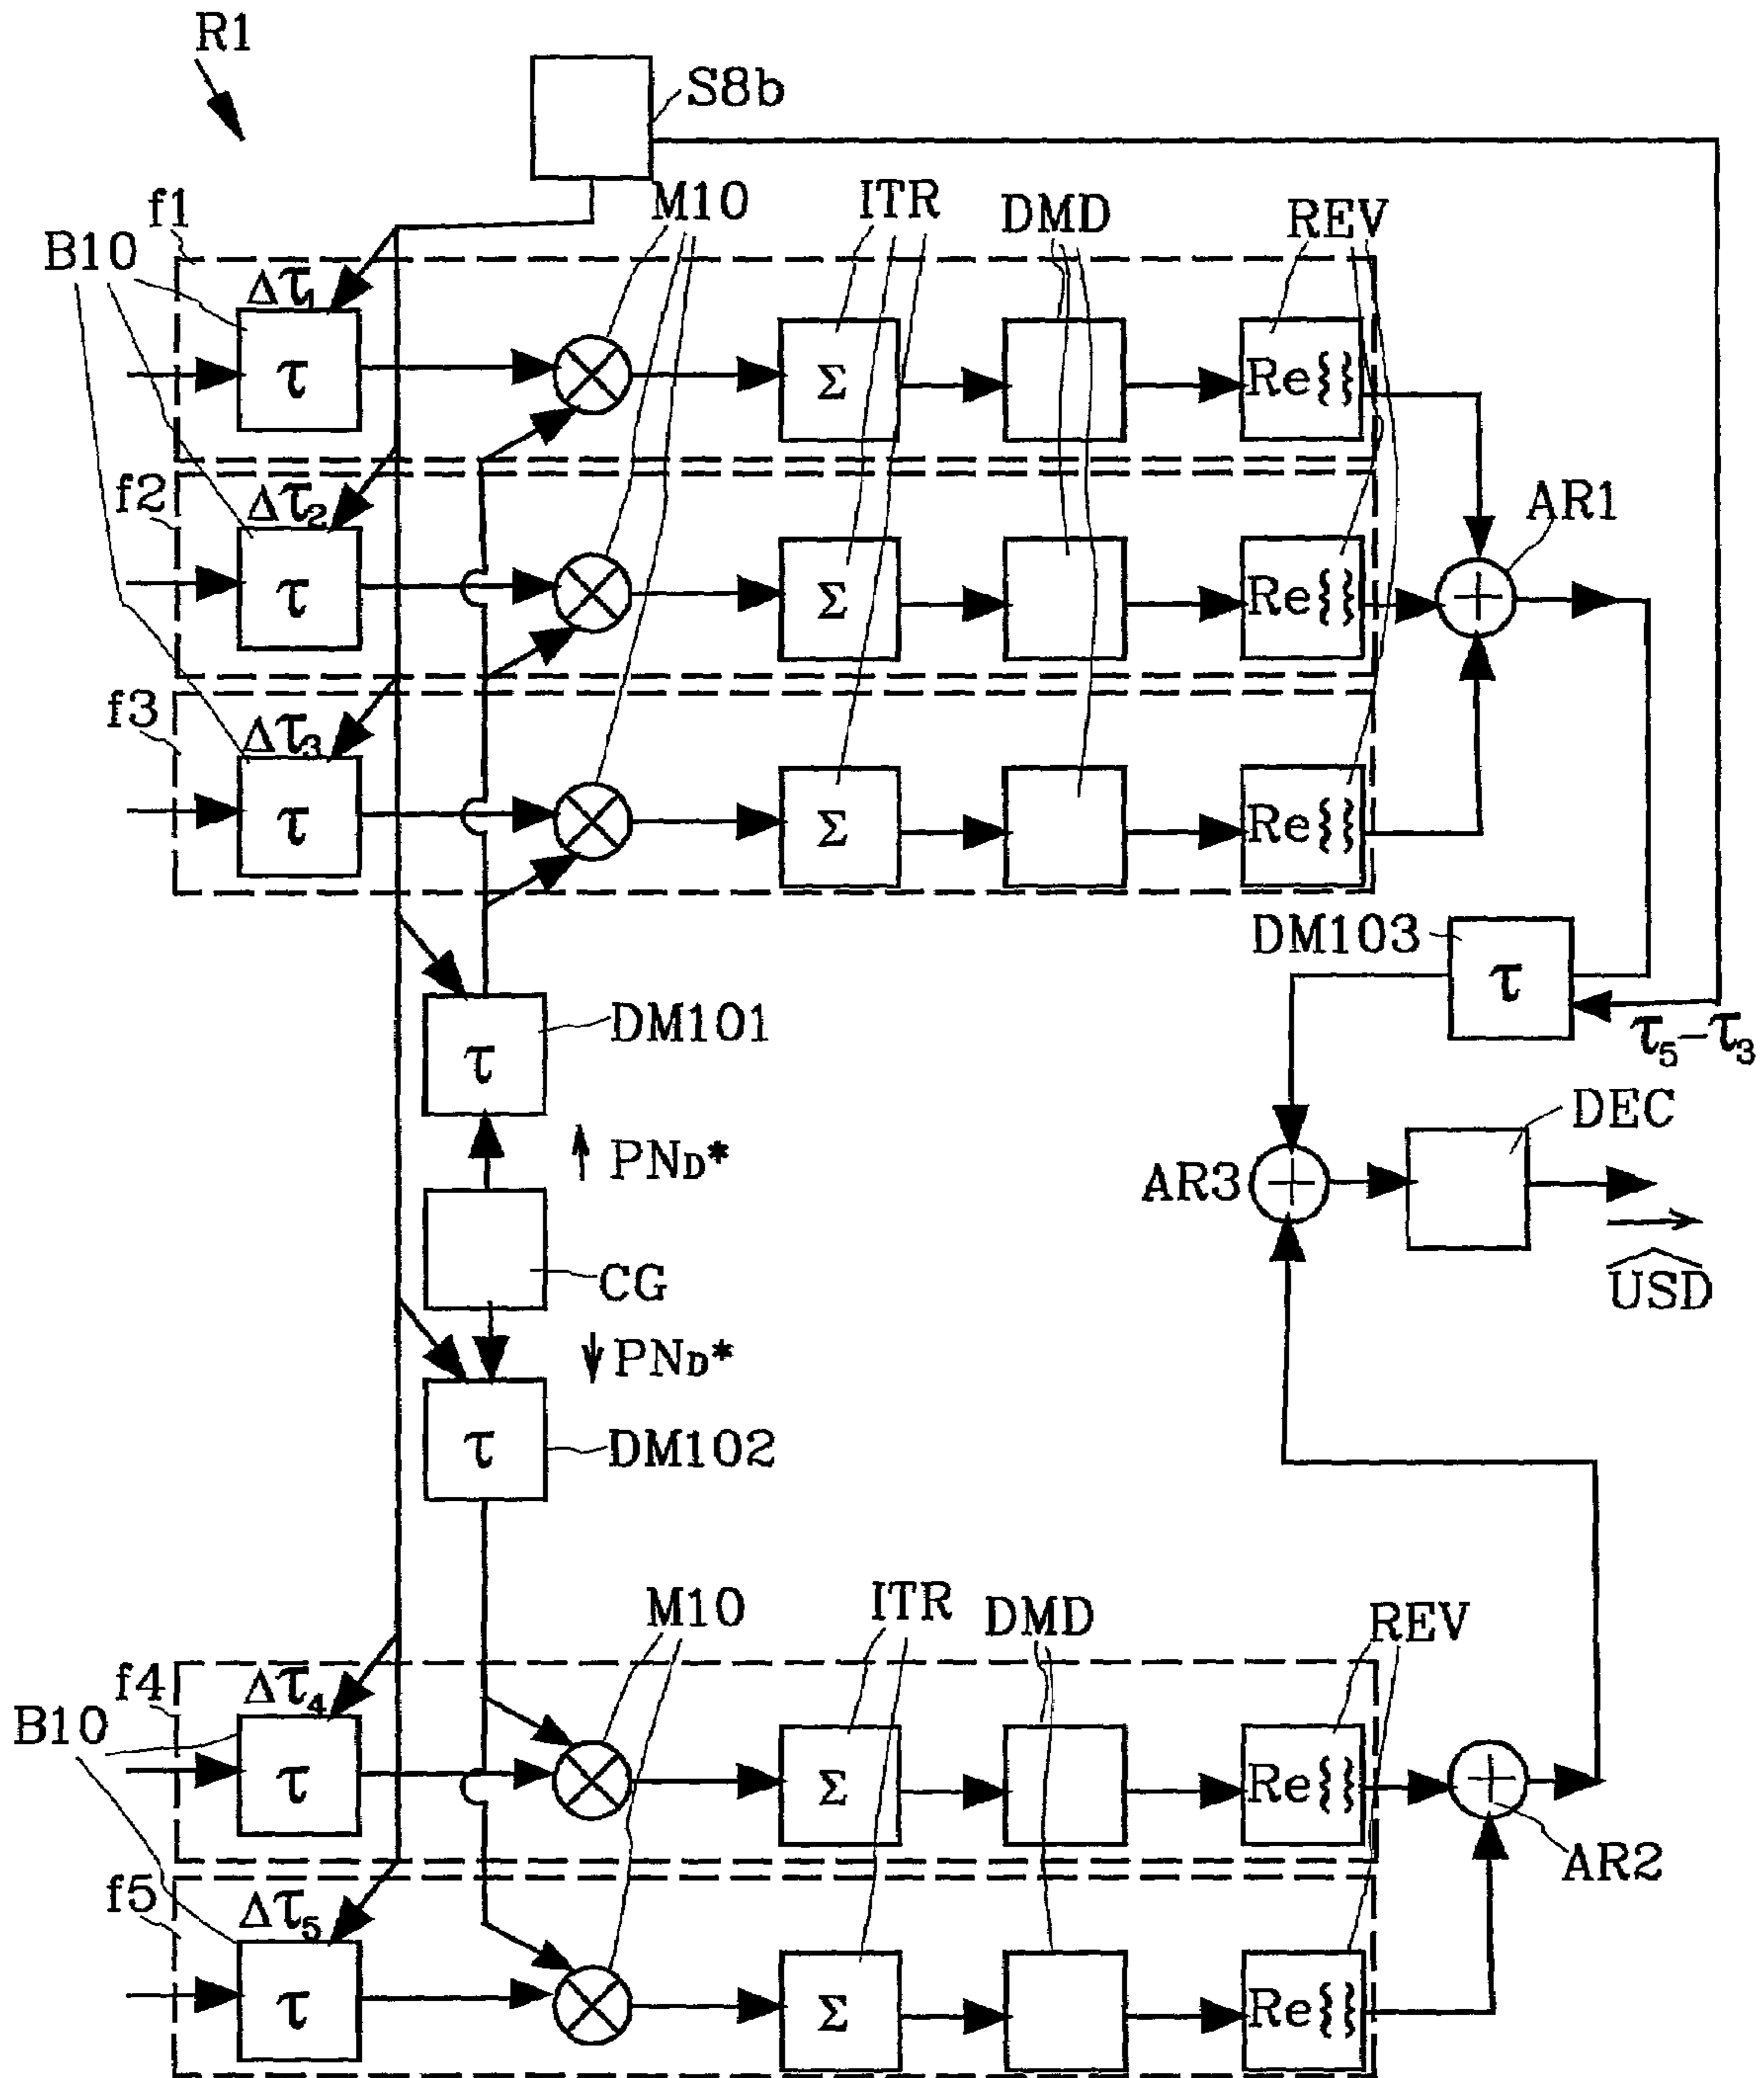 R1
S8b
f1
M10
ITR
DMD
REV
B10
Δτ1
τ
Σ
Re{}
f2
Δτ2
AR1
τ
Σ
Re{}
f3
Δτ3
τ
Σ
Re{}
DM103
τ
τ5-τ3
DM101
τ
PND*
DEC
AR3
CG
USD
PND*
τ
DM102
M10
ITR
DMD
REV
f4
Δτ4
B10
τ
Σ
Re{}
AR2
f5
Δτ5
τ
Σ
Re{}